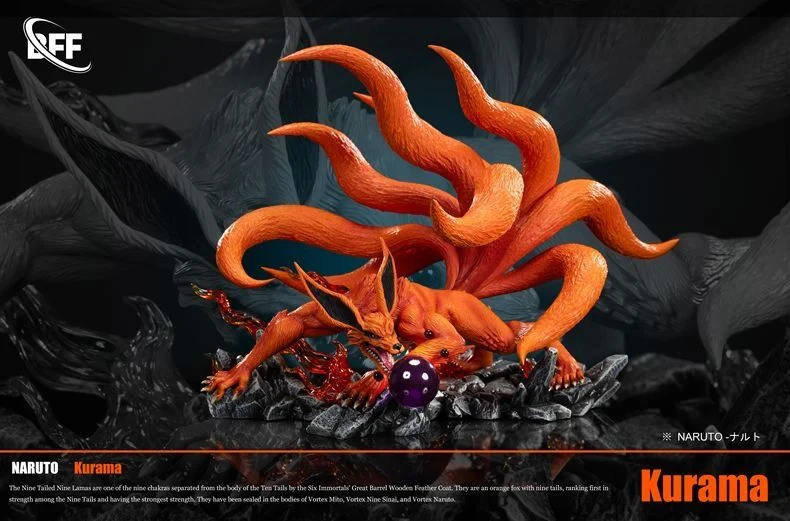 BFF
※ NARUTO -ナルト
NARUTO Kurama
The Nine Tailed Nine Lamas are one of the nine chakras separated from the body of the Ten Tails by the Six Immortals' Great Barrel Wooden Feather Coat. They are an orange fox with nine tails, ranking first in
strength among the Nine Tails and having the strongest strength. They have been sealed in the bodies of Vortex Mito, Vortex Nine Sinai, and Vortex Naruto.
Kurama